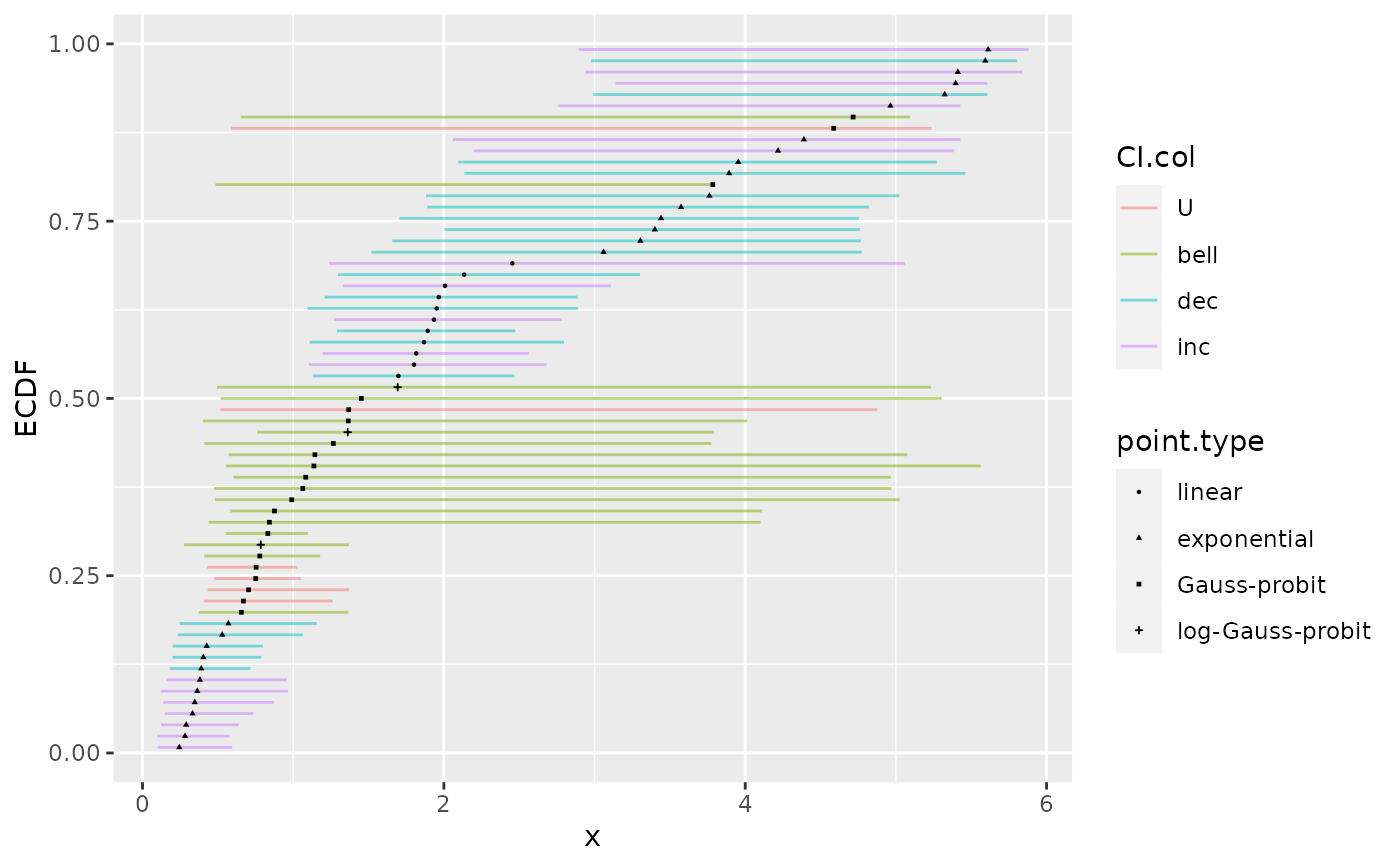 1.00
0.75
0.50
0.25
0.00
ECDF
0
2
4
6
x
CI.col
U
bell
dec
inc
point.type
linear
exponential
Gauss-probit
log-Gauss-probit